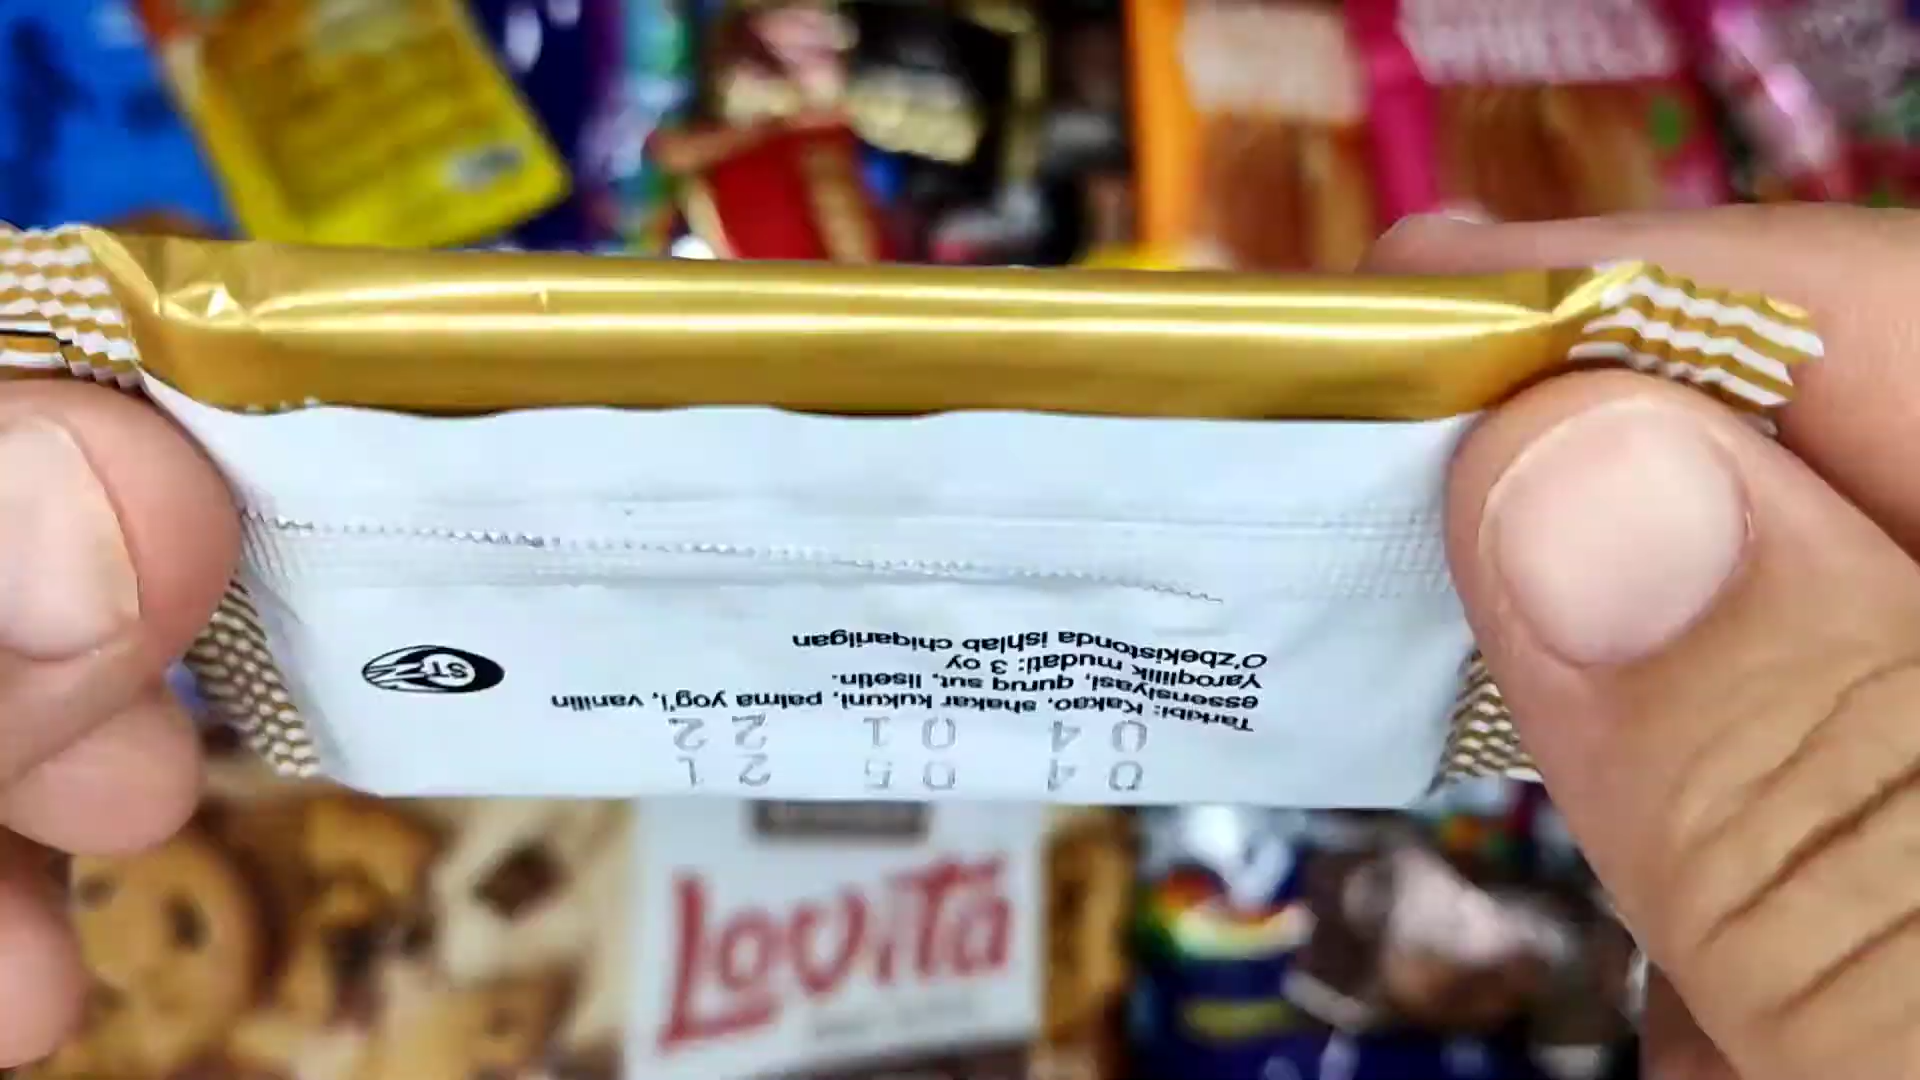 04 05 21
04 01 22
Tarkibi: Kakao, shakar kukuni, palma yog'i, vanilin
essensiyasi, quruq sut, lisetin.
Yaroqlilik mudati: 3 oy
O'zbekistonda ishlab chiqarilgan
ST
Lovita